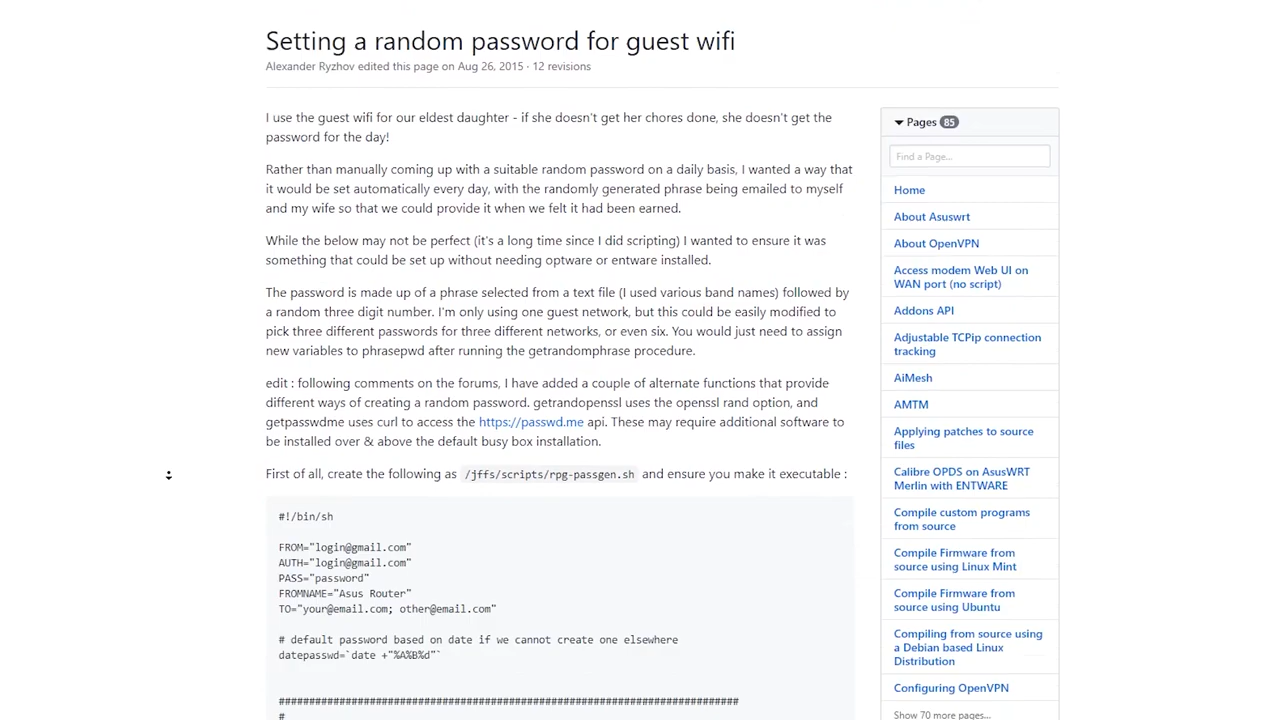 Setting a random password for guest wifi
Alexander Ryzhov edited this page on Aug 26, 2015 · 12 revisions
I use the guest wifi for our eldest daughter - if she doesn't get her chores done, she doesn't get the
password for the day!
Rather than manually coming up with a suitable random password on a daily basis, I wanted a way that
it would be set automatically every day, with the randomly generated phrase being emailed to myself
and my wife so that we could provide it when we felt it had been earned.
While the below may not be perfect (it's a long time since I did scripting) I wanted to ensure it was
something that could be set up without needing optware or entware installed.
The password is made up of a phrase selected from a text file (I used various band names) followed by
a random three digit number. I'm only using one guest network, but this could be easily modified to
pick three different passwords for three different networks, or even six. You would just need to assign
new variables to phrasepwd after running the getrandomphrase procedure.
edit : following comments on the forums, I have added a couple of alternate functions that provide
different ways of creating a random password. getrandopenssl uses the openssl rand option, and
getpasswdme uses curl to access the https://passwd.me api. These may require additional software to
be installed over & above the default busy box installation.
First of all, create the following as /jffs/scripts/rpg-passgen.sh and ensure you make it executable :
#!/bin/sh
FROM="login@gmail.com"
AUTH="login@gmail.com"
PASS="password"
FROMNAME="Asus Router"
TO="your@email.com; other@email.com"
# default password based on date if we cannot create one elsewhere
datepasswd=`date +"%A%B%d"`
###########################################################################
#
Pages 85
Find a Page...
Home
About Asuswrt
About OpenVPN
Access modem Web UI on
WAN port (no script)
Addons API
Adjustable TCPip connection
tracking
AiMesh
AMTM
Applying patches to source
files
Calibre OPDS on AsusWRT
Merlin with ENTWARE
Compile custom programs
from source
Compile Firmware from
source using Linux Mint
Compile Firmware from
source using Ubuntu
Compiling from source using
a Debian based Linux
Distribution
Configuring OpenVPN
Show 70 more pages...